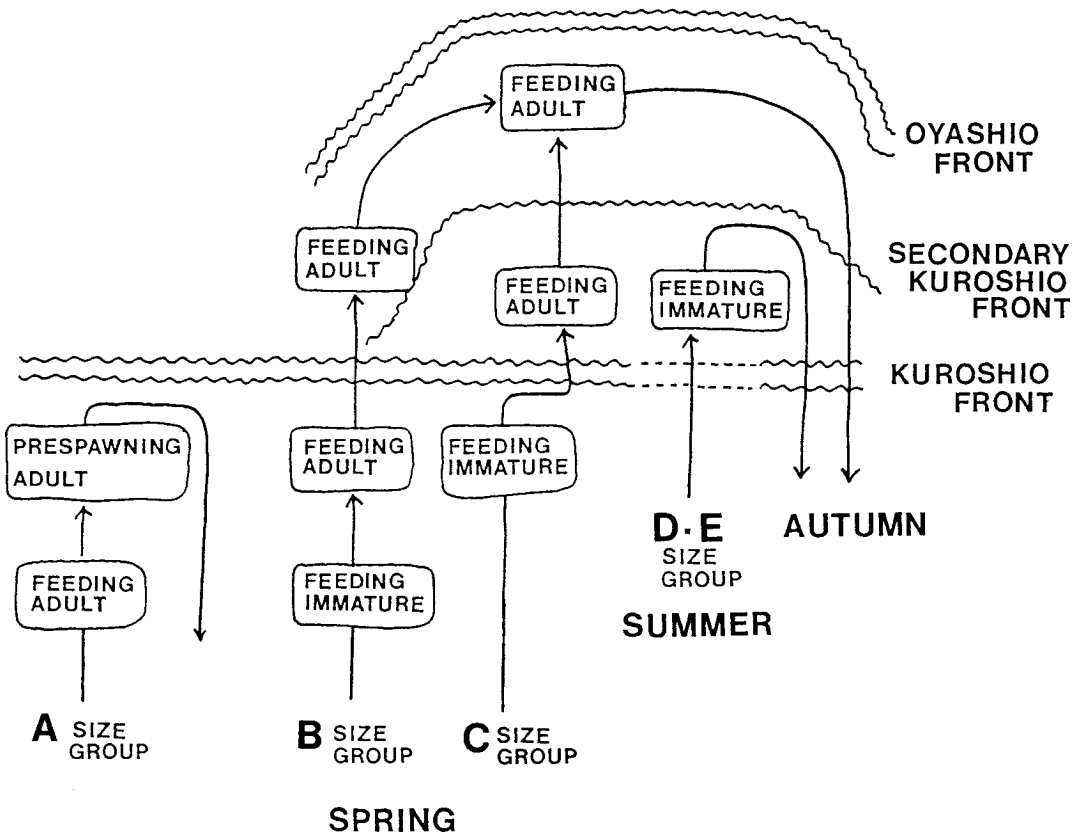 FEEDING
ADULT
OYASHIO
FRONT
FEEDING
ADULT
SECONDARY
KUROSHIO
FRONT
FEEDING
ADULT
FEEDING
IMMATURE
KUROSHIO
FRONT
PRESPAWNING
ADULT
FEEDING
ADULT
FEEDING
IMMATURE
FEEDING
ADULT
FEEDING
IMMATURE
D·E
SIZE
GROUP
AUTUMN
SUMMER
A SIZE
GROUP
B SIZE
GROUP
C SIZE
GROUP
SPRING